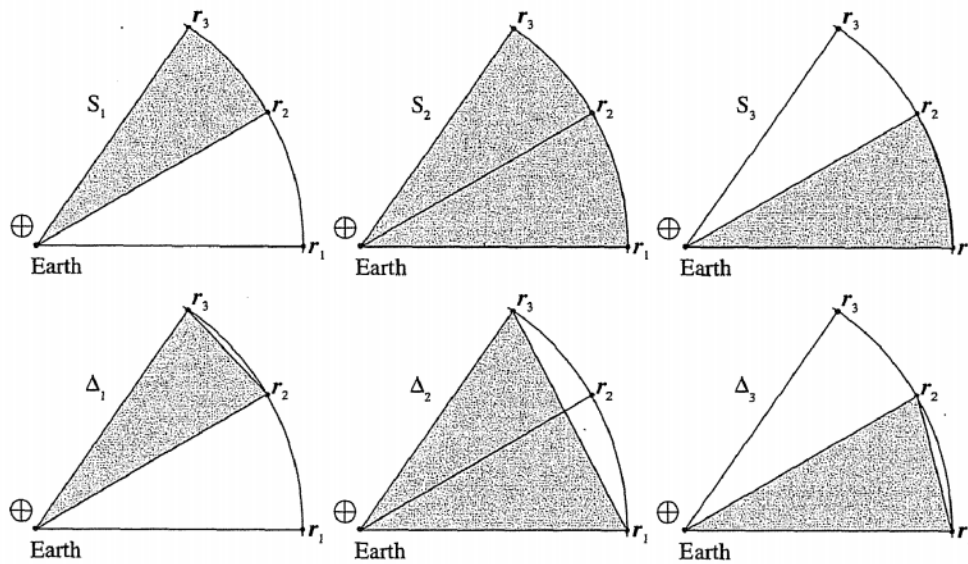 r₃ r₃ r₃
S₁ r₂ S₂ r₂ S₃ r₂
⊕ r₁ ⊕ r₁ ⊕ r
Earth Earth Earth
r₃ r₃ r₃
Δ₁ r₂ Δ₂ r₂ Δ₃ r₂
⊕ r₁ ⊕ r₁ ⊕ r
Earth Earth Earth